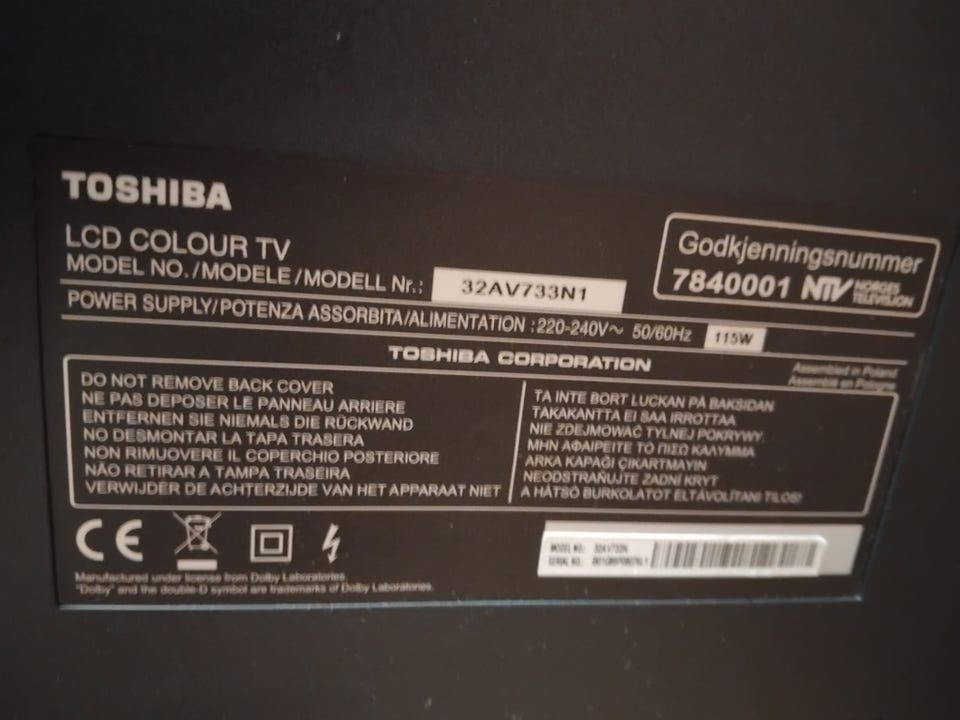 TOSHIBA
LCD COLOUR TV
MODEL NO./MODELE/MODELL Nr.: 32AV733N1
POWER SUPPLY/POTENZA ASSORBITA/ALIMENTATION : 220-240V~ 50/60Hz 115W
Godkjenningsnummer
7840001 NTV NORGES
TELEVISJON
TOSHIBA CORPORATION
Assembled in Poland
Assemblé en Pologne
DO NOT REMOVE BACK COVER
NE PAS DEPOSER LE PANNEAU ARRIERE
ENTFERNEN SIE NIEMALS DIE RÜCKWAND
NO DESMONTAR LA TAPA TRASERA
NON RIMUOVERE IL COPERCHIO POSTERIORE
NÃO RETIRAR A TAMPA TRASEIRA
VERWIJDER DE ACHTERZIJDE VAN HET APPARAAT NIET
TA INTE BORT LUCKAN PÅ BAKSIDAN
TAKAKANTTA EI SAA IRROTTAA
NIE ZDEJMOWAĆ TYLNEJ POKRYWY.
ΜΗΝ ΑΦΑΙΡΕΙΤΕ ΤΟ ΠΙΣΩ ΚΑΛΥΜΜΑ
ARKA KAPAĞI ÇIKARTMAYIN
NEODSTRAŇUJTE ZADNÍ KRYT
A HÁTSÓ BURKOLATOT ELTÁVOLÍTANI TILOS!
CE
Manufactured under license from Dolby Laboratories.
"Dolby" and the double-D symbol are trademarks of Dolby Laboratories.
MODEL NO.: 32AV733N
SERIAL NO.: